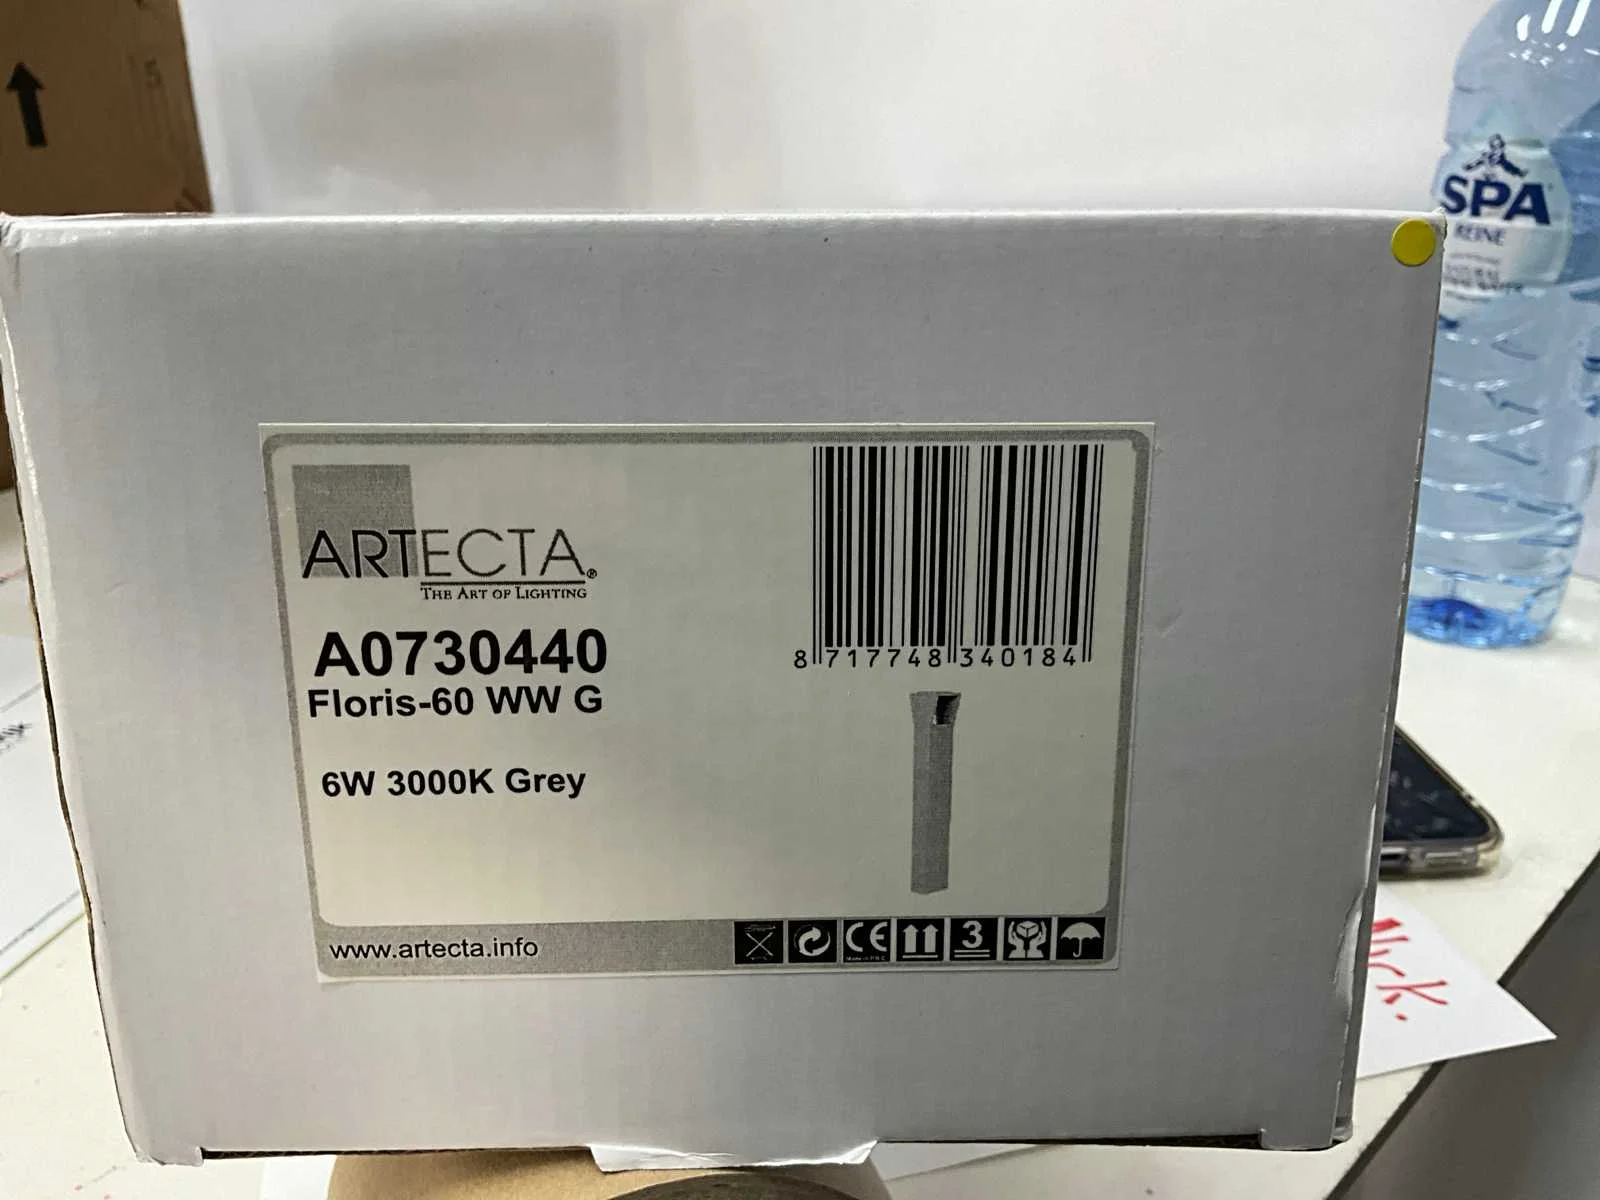 SPA
REINE
ARTECTA®
THE ART OF LIGHTING
A0730440
Floris-60 WW G
6W 3000K Grey
8 717748 340184
www.artecta.info
CE
3
Nick.